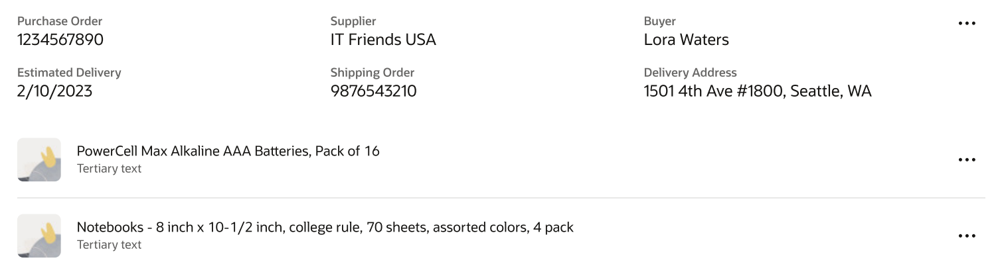 Purchase Order
1234567890
Supplier
IT Friends USA
Buyer
Lora Waters
Estimated Delivery
2/10/2023
Shipping Order
9876543210
Delivery Address
1501 4th Ave #1800, Seattle, WA
PowerCell Max Alkaline AAA Batteries, Pack of 16
Tertiary text
Notebooks - 8 inch x 10-1/2 inch, college rule, 70 sheets, assorted colors, 4 pack
Tertiary text